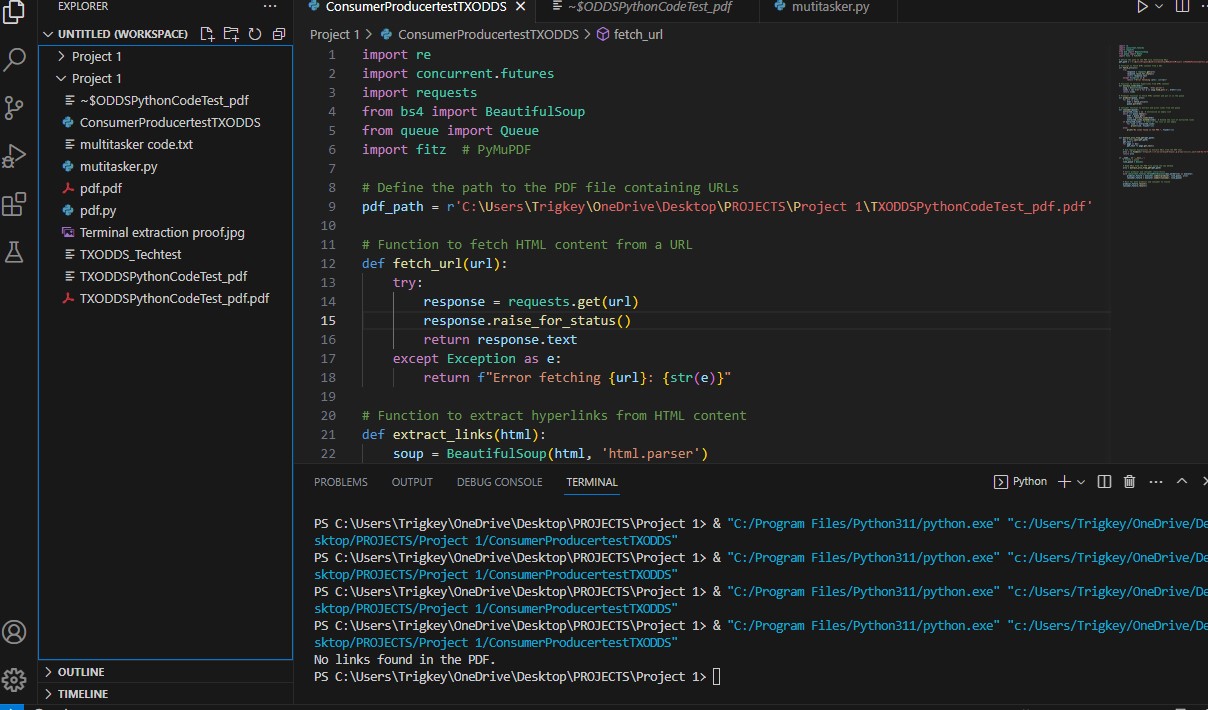 EXPLORER
···
ConsumerProducertestTXODDS
~$ODDSPythonCodeTest_pdf
mutitasker.py
UNTITLED (WORKSPACE)
Project 1 > ConsumerProducertestTXODDS > fetch_url
Project 1
Project 1
~$ODDSPythonCodeTest_pdf
ConsumerProducertestTXODDS
multitasker code.txt
mutitasker.py
pdf.pdf
pdf.py
Terminal extraction proof.jpg
TXODDS_Techtest
TXODDSPythonCodeTest_pdf
TXODDSPythonCodeTest_pdf.pdf
OUTLINE
TIMELINE
1 import re
2 import concurrent.futures
3 import requests
4 from bs4 import BeautifulSoup
5 from queue import Queue
6 import fitz  # PyMuPDF
7
8 # Define the path to the PDF file containing URLs
9 pdf_path = r'C:\Users\Trigkey\OneDrive\Desktop\PROJECTS\Project 1\TXODDSPythonCodeTest_pdf.pdf'
10
11 # Function to fetch HTML content from a URL
12 def fetch_url(url):
13     try:
14         response = requests.get(url)
15         response.raise_for_status()
16         return response.text
17     except Exception as e:
18         return f"Error fetching {url}: {str(e)}"
19
20 # Function to extract hyperlinks from HTML content
21 def extract_links(html):
22     soup = BeautifulSoup(html, 'html.parser')
PROBLEMS OUTPUT DEBUG CONSOLE TERMINAL
Python
PS C:\Users\Trigkey\OneDrive\Desktop\PROJECTS\Project 1> & "C:/Program Files/Python311/python.exe" "c:/Users/Trigkey/OneDrive/De
sktop/PROJECTS/Project 1/ConsumerProducertestTXODDS"
PS C:\Users\Trigkey\OneDrive\Desktop\PROJECTS\Project 1> & "C:/Program Files/Python311/python.exe" "c:/Users/Trigkey/OneDrive/De
sktop/PROJECTS/Project 1/ConsumerProducertestTXODDS"
PS C:\Users\Trigkey\OneDrive\Desktop\PROJECTS\Project 1> & "C:/Program Files/Python311/python.exe" "c:/Users/Trigkey/OneDrive/De
sktop/PROJECTS/Project 1/ConsumerProducertestTXODDS"
PS C:\Users\Trigkey\OneDrive\Desktop\PROJECTS\Project 1> & "C:/Program Files/Python311/python.exe" "c:/Users/Trigkey/OneDrive/De
sktop/PROJECTS/Project 1/ConsumerProducertestTXODDS"
No links found in the PDF.
PS C:\Users\Trigkey\OneDrive\Desktop\PROJECTS\Project 1>